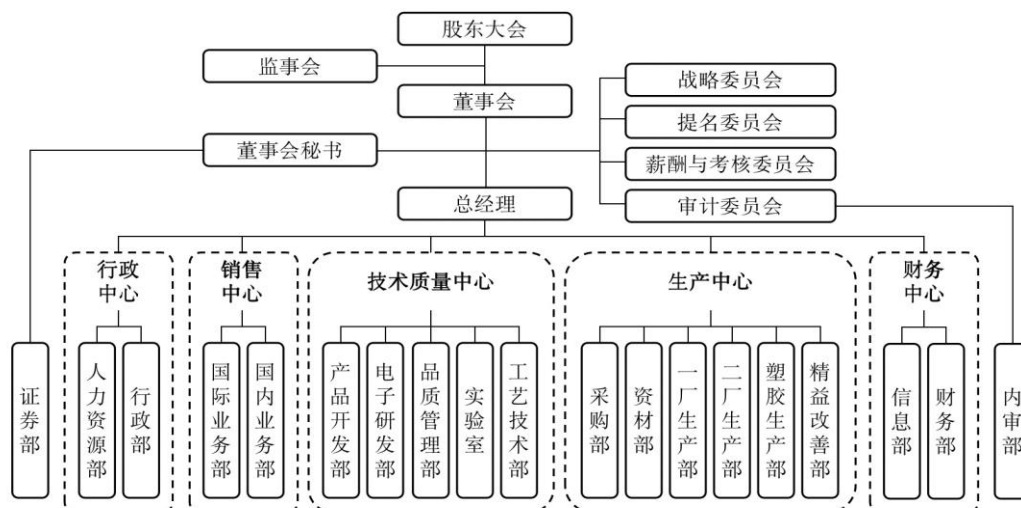 股东大会
监事会
董事会
战略委员会
提名委员会
董事会秘书
薪酬与考核委员会
总经理
审计委员会
行政
中心
销售
中心
技术质量中心
生产中心
财务
中心
证券部
人力资源部
行政部
国际业务部
国内业务部
产品开发部
电子研发部
品质管理部
实验室
工艺技术部
采购部
资材部
一厂生产部
二厂生产部
塑胶生产部
精益改善部
信息部
财务部
内审部